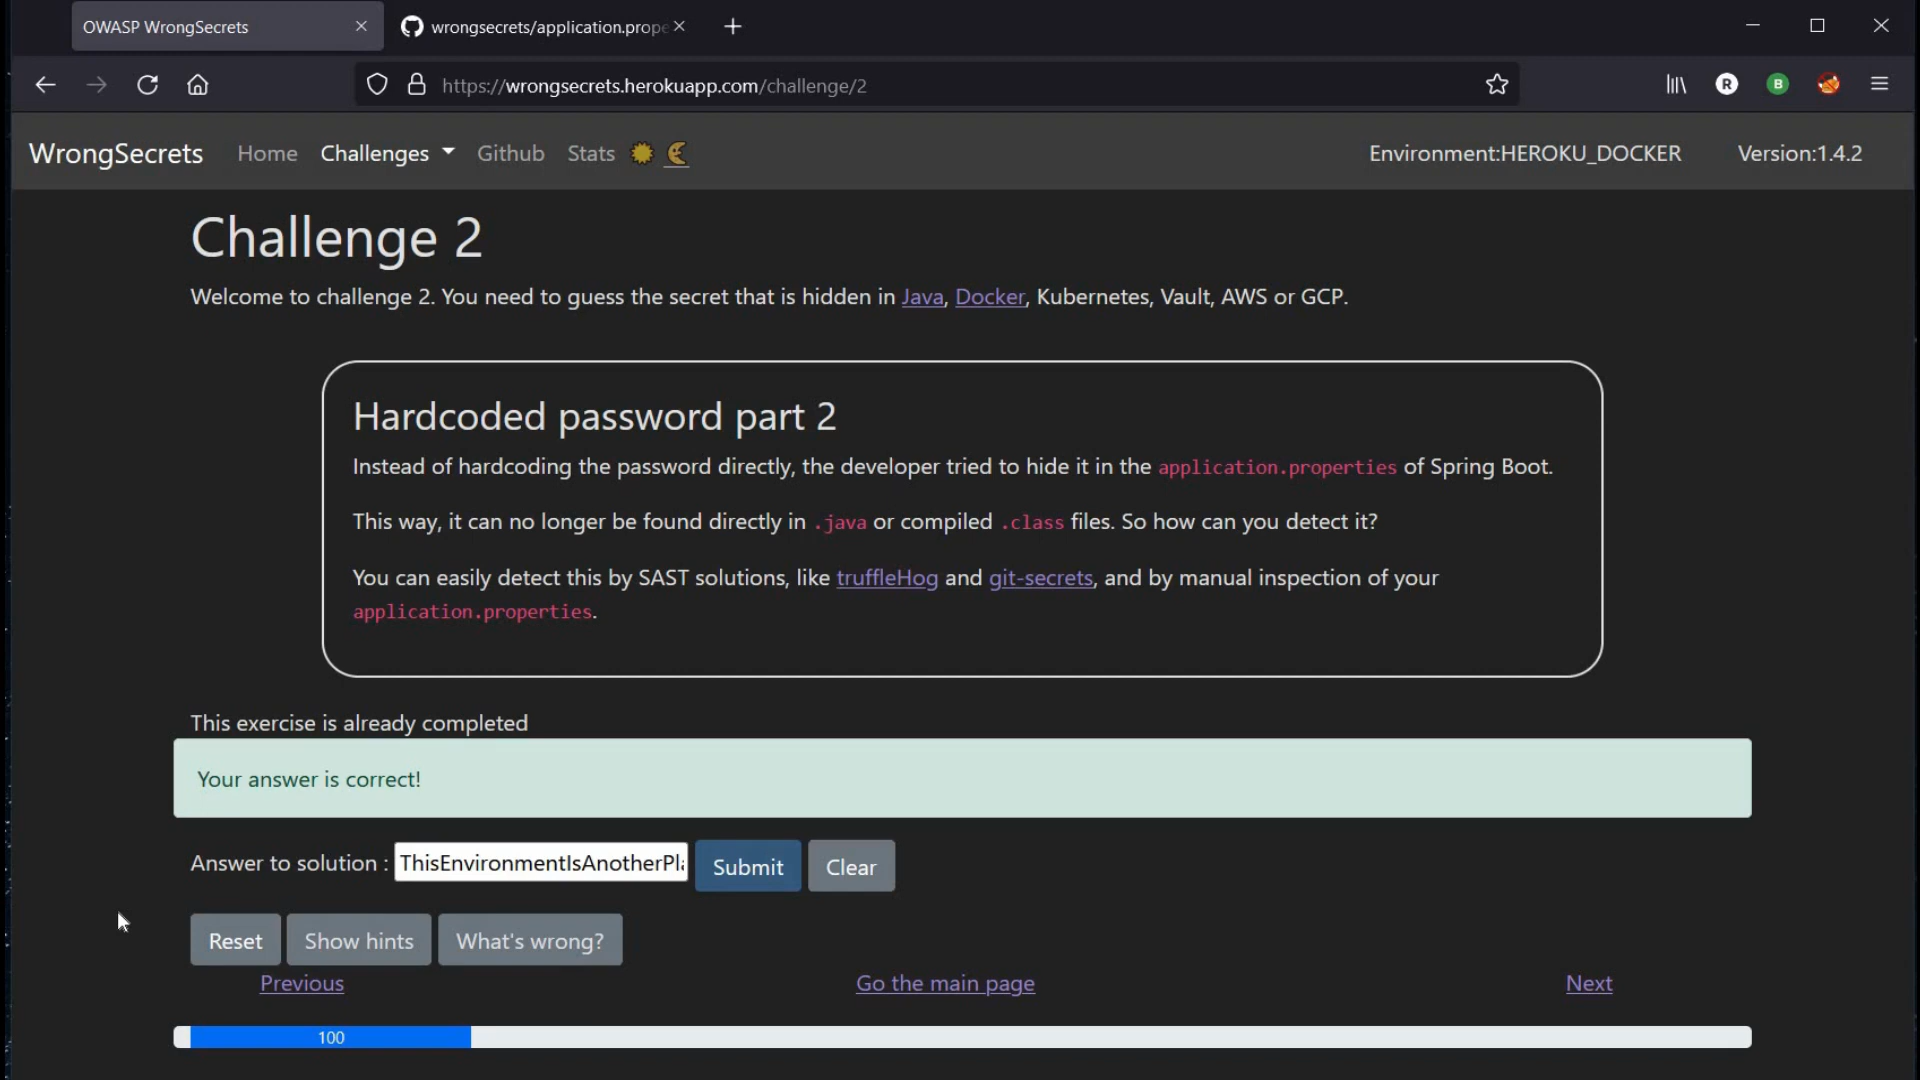 OWASP WrongSecrets
wrongsecrets/application.prope
https://wrongsecrets.herokuapp.com/challenge/2
R
B
WrongSecrets Home Challenges Github Stats Environment:HEROKU_DOCKER Version:1.4.2
Challenge 2
Welcome to challenge 2. You need to guess the secret that is hidden in Java, Docker, Kubernetes, Vault, AWS or GCP.
Hardcoded password part 2
Instead of hardcoding the password directly, the developer tried to hide it in the application.properties of Spring Boot.
This way, it can no longer be found directly in .java or compiled .class files. So how can you detect it?
You can easily detect this by SAST solutions, like truffleHog and git-secrets, and by manual inspection of your
application.properties.
This exercise is already completed
Your answer is correct!
Answer to solution : ThisEnvironmentIsAnotherPl Submit Clear
Reset Show hints What's wrong?
Previous Go the main page Next
100